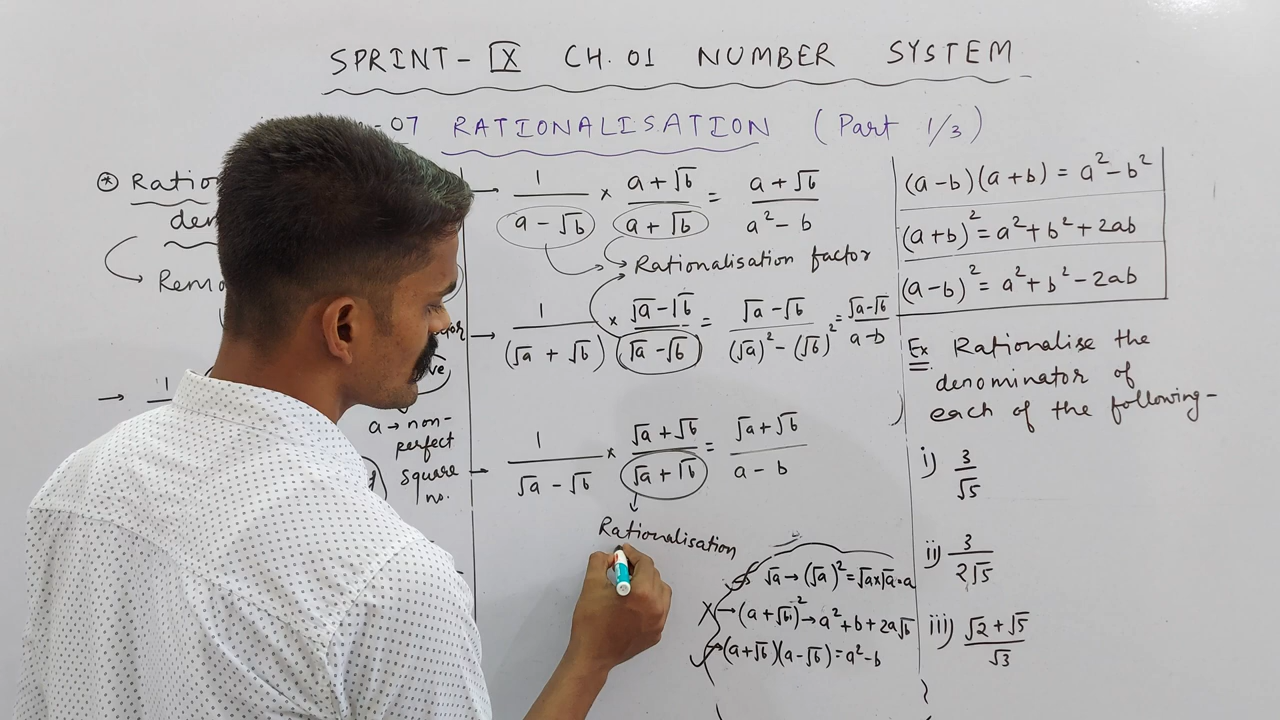 SPRINT-IX CH.01 NUMBER SYSTEM
-07 RATIONALISATION (Part 1/3)
→ 1/(a-√b) × (a+√b)/(a+√b) = (a+√b)/(a²-b)
Rationalisation factor
→ 1/(√a+√b) × (√a-√b)/(√a-√b) = (√a-√b)/((√a)²-(√b)²) = (√a-√b)/(a-b)
a → non-
perfect
square
no.
→ 1/(√a-√b) × (√a+√b)/(√a+√b) = (√a+√b)/(a-b)
Rationalisation
√a → (√a)² = √a×√a = a
X → (a+√b)² → a²+b+2a√b
→ (a+√b)(a-√b) = a²-b
(a-b)(a+b) = a²-b²
(a+b)² = a²+b²+2ab
(a-b)² = a²+b²-2ab
Ex Rationalise the
denominator of
each of the following-
i) 3/√5
ii) 3/2√5
iii) (√2+√5)/√3